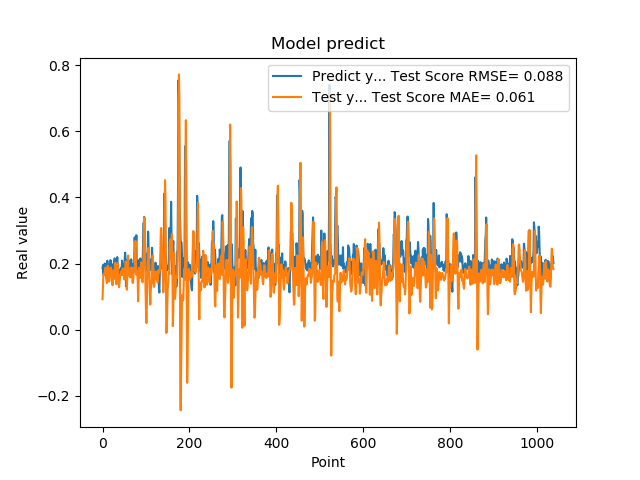 Model predict
Predict y... Test Score RMSE= 0.088
Test y... Test Score MAE= 0.061
Real value
0.8
0.6
0.4
0.2
0.0
−0.2
0
200
400
600
800
1000
Point